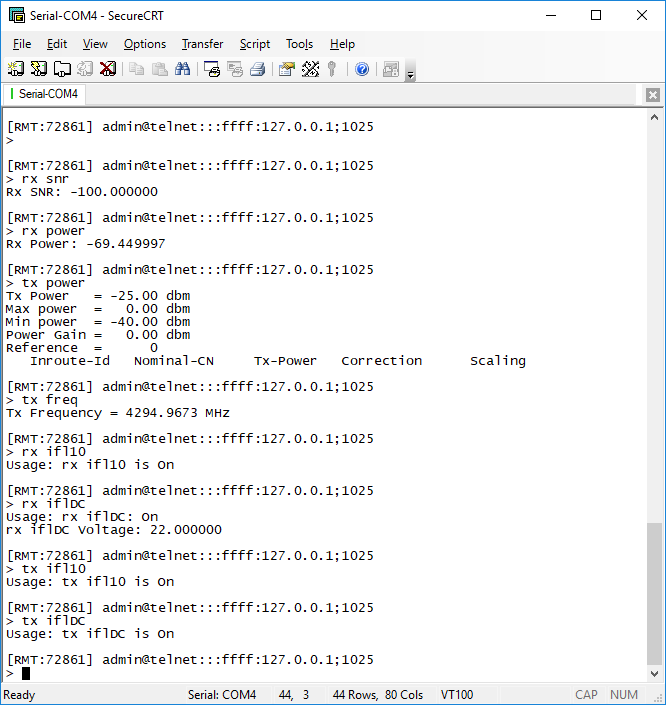 Serial-COM4 - SecureCRT
File Edit View Options Transfer Script Tools Help
Serial-COM4
[RMT:72861] admin@telnet:::ffff:127.0.0.1;1025
>
[RMT:72861] admin@telnet:::ffff:127.0.0.1;1025
> rx snr
Rx SNR: -100.000000
[RMT:72861] admin@telnet:::ffff:127.0.0.1;1025
> rx power
Rx Power: -69.449997
[RMT:72861] admin@telnet:::ffff:127.0.0.1;1025
> tx power
Tx Power   = -25.00 dbm
Max power  =   0.00 dbm
Min power  = -40.00 dbm
Power Gain =   0.00 dbm
Reference  =      0
   Inroute-Id   Nominal-CN     Tx-Power   Correction      Scaling
[RMT:72861] admin@telnet:::ffff:127.0.0.1;1025
> tx freq
Tx Frequency = 4294.9673 MHz
[RMT:72861] admin@telnet:::ffff:127.0.0.1;1025
> rx ifl10
Usage: rx ifl10 is On
[RMT:72861] admin@telnet:::ffff:127.0.0.1;1025
> rx iflDC
Usage: rx iflDC: On
rx iflDC Voltage: 22.000000
[RMT:72861] admin@telnet:::ffff:127.0.0.1;1025
> tx ifl10
Usage: tx ifl10 is On
[RMT:72861] admin@telnet:::ffff:127.0.0.1;1025
> tx iflDC
Usage: tx iflDC is On
[RMT:72861] admin@telnet:::ffff:127.0.0.1;1025
>
Ready Serial: COM4 44, 3 44 Rows, 80 Cols VT100 CAP NUM